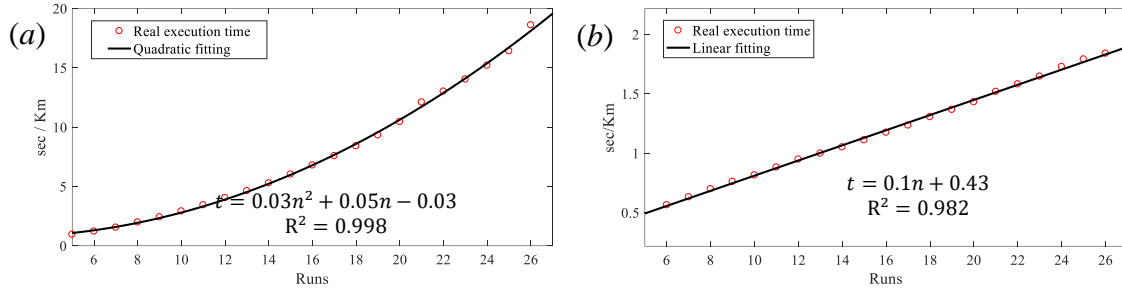 (a)
Real execution time
Quadratic fitting
sec / Km
20
15
10
5
0
t = 0.03n² + 0.05n − 0.03
R² = 0.998
6 8 10 12 14 16 18 20 22 24 26
Runs
(b)
Real execution time
Linear fitting
sec/Km
2
1.5
1
0.5
t = 0.1n + 0.43
R² = 0.982
6 8 10 12 14 16 18 20 22 24 26
Runs